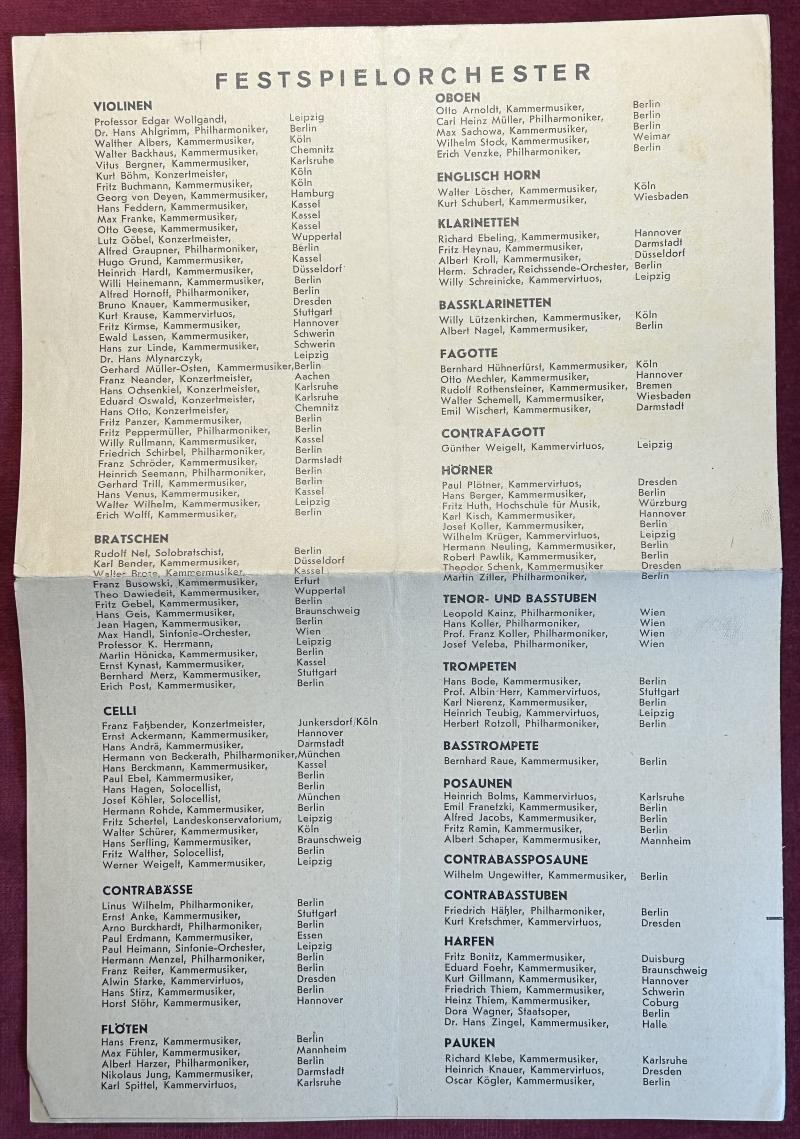 FESTSPIELORCHESTER
VIOLINEN
Professor Edgar Wollgandt, Leipzig
Dr. Hans Ahlgrimm, Philharmoniker, Berlin
Walther Albers, Kammermusiker, Köln
Walter Backhaus, Kammermusiker, Chemnitz
Vitus Bergner, Kammermusiker, Karlsruhe
Kurt Böhm, Konzertmeister, Köln
Fritz Buchmann, Kammermusiker, Köln
Georg von Deyen, Kammermusiker, Hamburg
Hans Feddern, Kammermusiker, Kassel
Max Franke, Kammermusiker, Kassel
Otto Geese, Kammermusiker, Kassel
Lutz Göbel, Konzertmeister, Wuppertal
Alfred Graupner, Philharmoniker, Berlin
Hugo Grund, Kammermusiker, Kassel
Heinrich Hardl, Kammermusiker, Düsseldorf
Willi Heinemann, Kammermusiker, Berlin
Alfred Hornoff, Philharmoniker, Berlin
Bruno Knauer, Kammermusiker, Dresden
Kurt Krause, Kammervirtuos, Stuttgart
Fritz Kirmse, Kammermusiker, Hannover
Ewald Lassen, Kammermusiker, Schwerin
Hans zur Linde, Kammermusiker, Schwerin
Dr. Hans Mlynarczyk, Leipzig
Gerhard Müller-Osten, Kammermusiker, Berlin
Franz Neander, Konzertmeister, Aachen
Hans Ochsenkiel, Konzertmeister, Karlsruhe
Eduard Oswald, Konzertmeister, Karlsruhe
Hans Otto, Konzertmeister, Chemnitz
Fritz Panzer, Kammermusiker, Berlin
Fritz Peppermüller, Philharmoniker, Berlin
Willy Rullmann, Kammermusiker, Kassel
Friedrich Schirbel, Philharmoniker, Berlin
Franz Schröder, Kammermusiker, Darmstadt
Heinrich Seemann, Philharmoniker, Berlin
Gerhard Trill, Kammermusiker, Berlin
Hans Venus, Kammermusiker, Kassel
Walter Wilhelm, Kammermusiker, Leipzig
Erich Wolff, Kammermusiker, Berlin
BRATSCHEN
Rudolf Nel, Solobratschist, Berlin
Karl Bender, Kammermusiker, Düsseldorf
Walter Brose, Kammermusiker, Kassel
Franz Busowski, Kammermusiker, Erfurt
Theo Dawiedeit, Kammermusiker, Wuppertal
Fritz Gebel, Kammermusiker, Berlin
Hans Geis, Kammermusiker, Braunschweig
Jean Hagen, Kammermusiker, Berlin
Max Handl, Sinfonie-Orchester, Wien
Professor K. Herrmann, Leipzig
Martin Hönicka, Kammermusiker, Berlin
Ernst Kynast, Kammermusiker, Kassel
Bernhard Merz, Kammermusiker, Stuttgart
Erich Post, Kammermusiker, Berlin
CELLI
Franz Faßbender, Konzertmeister, Junkersdorf/Köln
Ernst Ackermann, Kammermusiker, Hannover
Hans Andrä, Kammermusiker, Darmstadt
Hermann von Beckerath, Philharmoniker, München
Hans Berckmann, Kammermusiker, Kassel
Paul Ebel, Kammermusiker, Berlin
Hans Hagen, Solocellist, Berlin
Josef Köhler, Solocellist, München
Hermann Rohde, Kammermusiker, Berlin
Fritz Schertel, Landeskonservatorium, Leipzig
Walter Schürer, Kammermusiker, Köln
Hans Serfling, Kammermusiker, Braunschweig
Fritz Walther, Solocellist, Berlin
Werner Weigelt, Kammermusiker, Leipzig
CONTRABÄSSE
Linus Wilhelm, Philharmoniker, Berlin
Ernst Anke, Kammermusiker, Stuttgart
Arno Burckhardt, Philharmoniker, Berlin
Paul Erdmann, Kammermusiker, Essen
Paul Heimann, Sinfonie-Orchester, Leipzig
Hermann Menzel, Philharmoniker, Berlin
Franz Reiter, Kammermusiker, Berlin
Alwin Starke, Kammervirtuos, Dresden
Hans Stirz, Kammermusiker, Berlin
Horst Stöhr, Kammermusiker, Hannover
FLÖTEN
Hans Frenz, Kammermusiker, Berlin
Max Fühler, Kammermusiker, Mannheim
Albert Harzer, Philharmoniker, Berlin
Nikolaus Jung, Kammermusiker, Darmstadt
Karl Spittel, Kammervirtuos, Karlsruhe
OBOEN
Otto Arnoldt, Kammermusiker, Berlin
Carl Heinz Müller, Philharmoniker, Berlin
Max Sachowa, Kammermusiker, Berlin
Wilhelm Stock, Kammermusiker, Weimar
Erich Venzke, Philharmoniker, Berlin
ENGLISCH HORN
Walter Löscher, Kammermusiker, Köln
Kurt Schubert, Kammermusiker, Wiesbaden
KLARINETTEN
Richard Ebeling, Kammermusiker, Hannover
Fritz Heynau, Kammermusiker, Darmstadt
Albert Kroll, Kammermusiker, Düsseldorf
Herm. Schrader, Reichssende-Orchester, Berlin
Willy Schreinicke, Kammervirtuos, Leipzig
BASSKLARINETTEN
Willy Lützenkirchen, Kammermusiker, Köln
Albert Nagel, Kammermusiker, Berlin
FAGOTTE
Bernhard Hühnerfürst, Kammermusiker, Köln
Otto Mechler, Kammermusiker, Hannover
Rudolf Rothensteiner, Kammermusiker, Bremen
Walter Schemell, Kammermusiker, Wiesbaden
Emil Wischert, Kammermusiker, Darmstadt
CONTRAFAGOTT
Günther Weigelt, Kammervirtuos, Leipzig
HÖRNER
Paul Plötner, Kammervirtuos, Dresden
Hans Berger, Kammermusiker, Berlin
Fritz Huth, Hochschule für Musik, Würzburg
Karl Kisch, Kammermusiker, Hannover
Josef Koller, Kammermusiker, Berlin
Wilhelm Krüger, Kammervirtuos, Leipzig
Hermann Neuling, Kammermusiker, Berlin
Robert Pawlik, Kammermusiker, Berlin
Theodor Schenk, Kammermusiker, Dresden
Martin Ziller, Philharmoniker, Berlin
TENOR- UND BASSTUBEN
Leopold Kainz, Philharmoniker, Wien
Hans Koller, Philharmoniker, Wien
Prof. Franz Koller, Philharmoniker, Wien
Josef Veleba, Philharmoniker, Wien
TROMPETEN
Hans Bode, Kammermusiker, Berlin
Prof. Albin Herr, Kammervirtuos, Stuttgart
Karl Nierenz, Kammermusiker, Berlin
Heinrich Teubig, Kammervirtuos, Leipzig
Herbert Rotzoll, Philharmoniker, Berlin
BASSTROMPETE
Bernhard Raue, Kammermusiker, Berlin
POSAUNEN
Heinrich Bolms, Kammervirtuos, Karlsruhe
Emil Franetzki, Kammermusiker, Berlin
Alfred Jacobs, Kammermusiker, Berlin
Fritz Ramin, Kammermusiker, Berlin
Albert Schaper, Kammermusiker, Mannheim
CONTRABASSPOSAUNE
Wilhelm Ungewitter, Kammermusiker, Berlin
CONTRABASSTUBEN
Friedrich Häßler, Philharmoniker, Berlin
Kurt Kretschmer, Kammervirtuos, Dresden
HARFEN
Fritz Bonitz, Kammermusiker, Duisburg
Eduard Foehr, Kammermusiker, Braunschweig
Kurt Gillmann, Kammermusiker, Hannover
Friedrich Thiem, Kammermusiker, Schwerin
Heinz Thiem, Kammermusiker, Coburg
Dora Wagner, Staatsoper, Berlin
Dr. Hans Zingel, Kammermusiker, Halle
PAUKEN
Richard Klebe, Kammermusiker, Karlsruhe
Heinrich Knauer, Kammervirtuos, Dresden
Oscar Kögler, Kammermusiker, Berlin